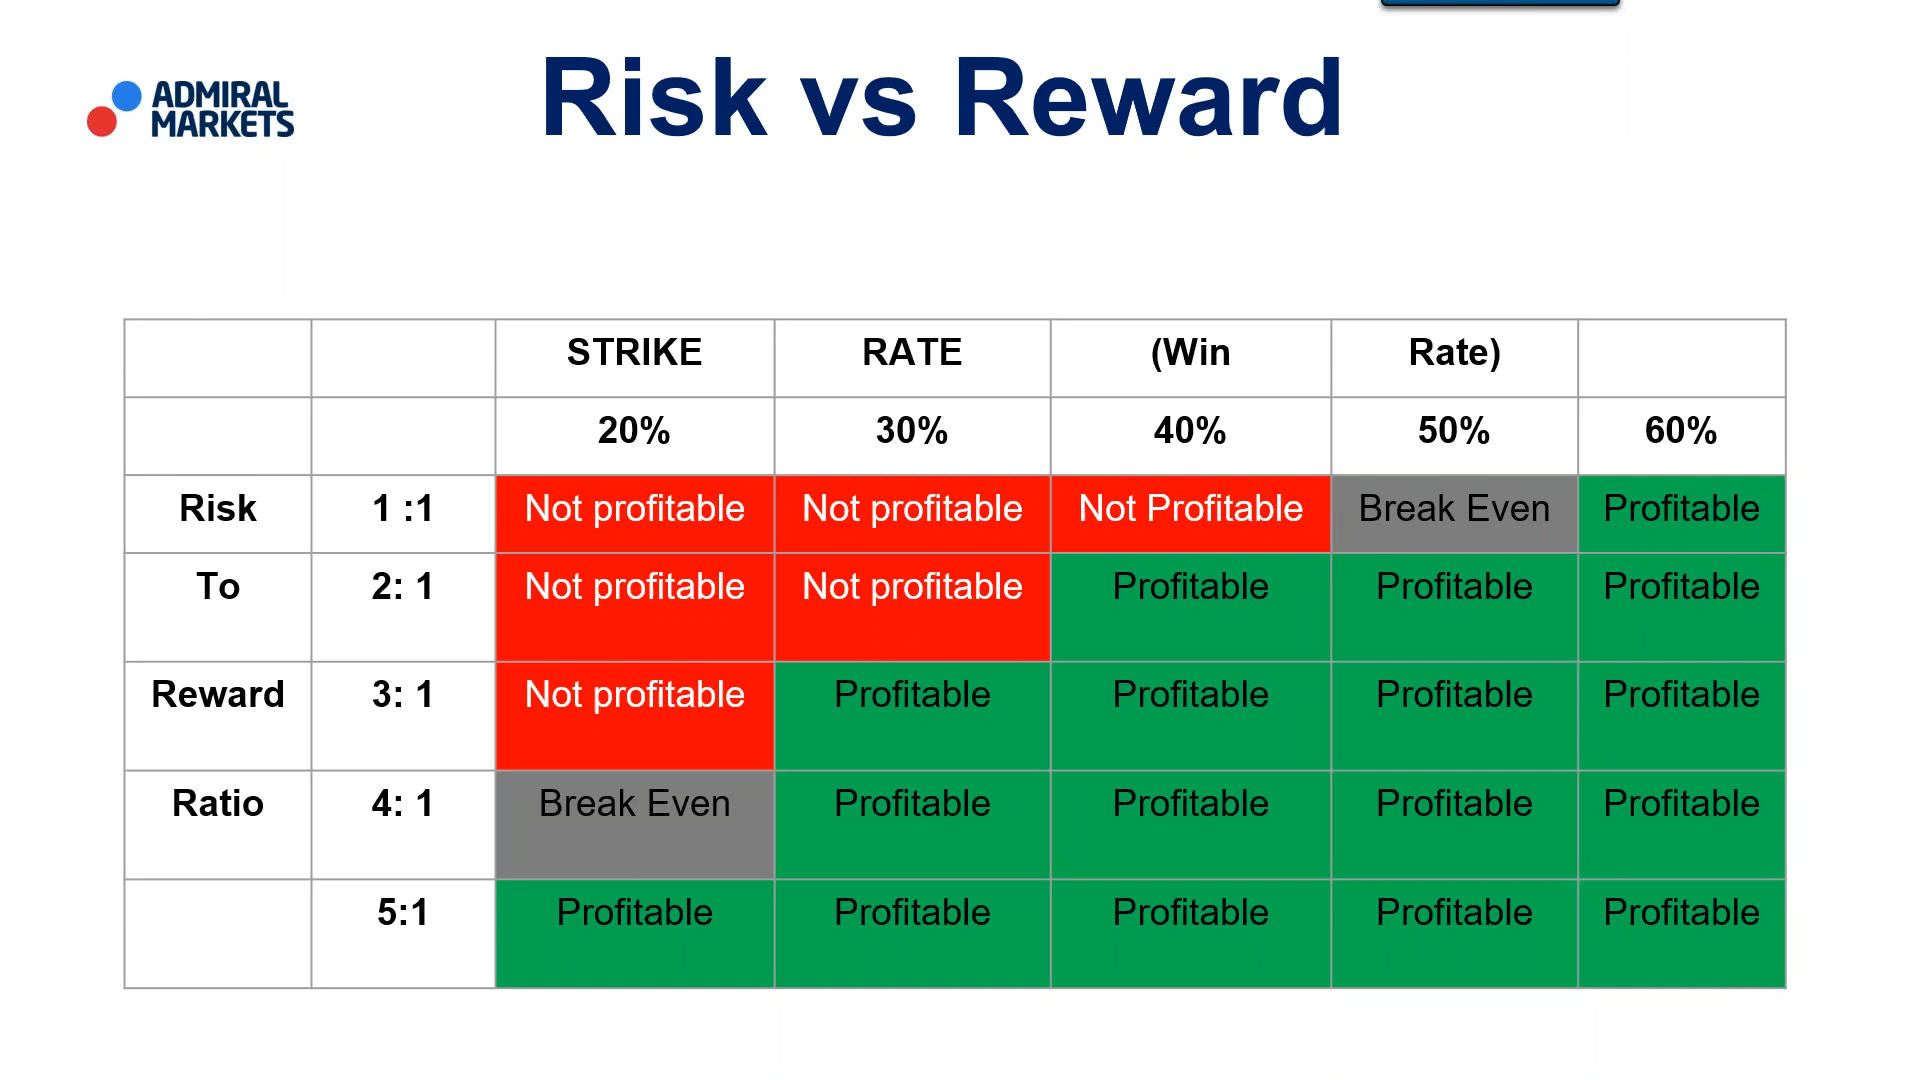 ADMIRAL
MARKETS
Risk vs Reward
STRIKE RATE (Win Rate)
20% 30% 40% 50% 60%
Risk 1 :1 Not profitable Not profitable Not Profitable Break Even Profitable
To 2: 1 Not profitable Not profitable Profitable Profitable Profitable
Reward 3: 1 Not profitable Profitable Profitable Profitable Profitable
Ratio 4: 1 Break Even Profitable Profitable Profitable Profitable
5:1 Profitable Profitable Profitable Profitable Profitable